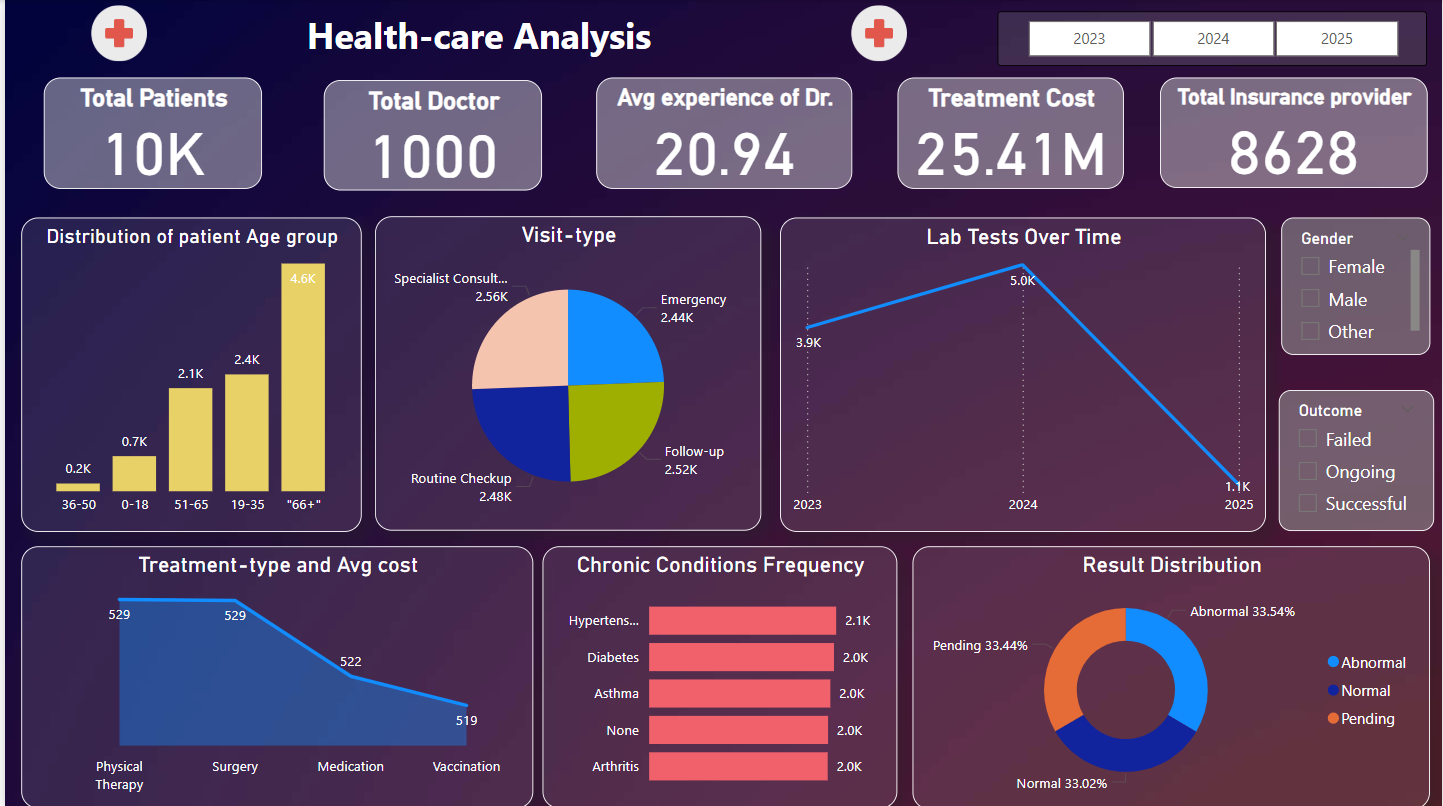 Health-care Analysis
2023
2024
2025
Total Patients
10K
Total Doctor
1000
Avg experience of Dr.
20.94
Treatment Cost
25.41M
Total Insurance provider
8628
Distribution of patient Age group
0.2K
0.7K
2.1K
2.4K
4.6K
36-50
0-18
51-65
19-35
"66+"
Visit-type
Specialist Consult...
2.56K
Emergency
2.44K
Follow-up
2.52K
Routine Checkup
2.48K
Lab Tests Over Time
3.9K
5.0K
1.1K
2023
2024
2025
Gender
Female
Male
Other
Outcome
Failed
Ongoing
Successful
Treatment-type and Avg cost
529
529
522
519
Physical
Therapy
Surgery
Medication
Vaccination
Chronic Conditions Frequency
Hypertens...
2.1K
Diabetes
2.0K
Asthma
2.0K
None
2.0K
Arthritis
2.0K
Result Distribution
Abnormal 33.54%
Pending 33.44%
Normal 33.02%
Abnormal
Normal
Pending